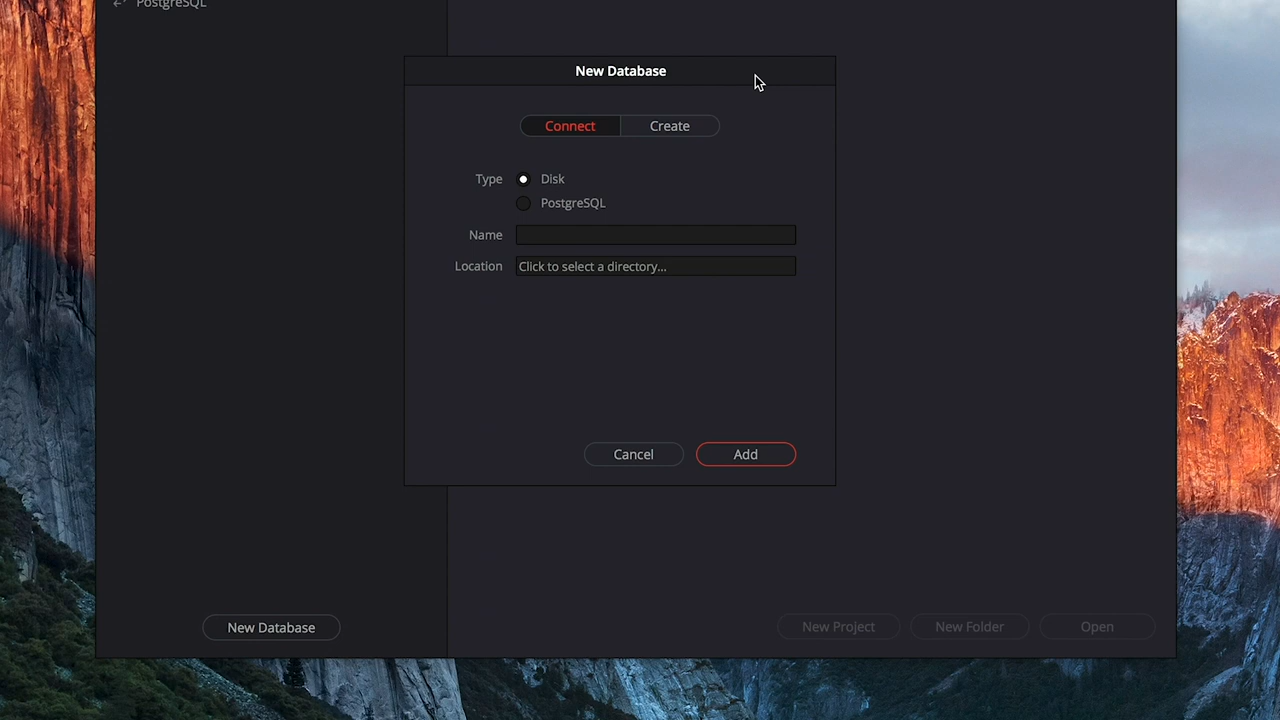 PostgreSQL
New Database
Connect Create
Type Disk
PostgreSQL
Name
Location Click to select a directory...
Cancel Add
New Database New Project New Folder Open